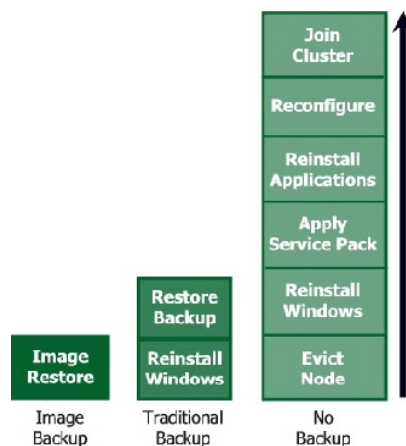 Join
Cluster
Reconfigure
Reinstall
Applications
Apply
Service Pack
Restore
Backup
Reinstall
Windows
Image
Restore
Reinstall
Windows
Evict
Node
Image
Backup
Traditional
Backup
No
Backup